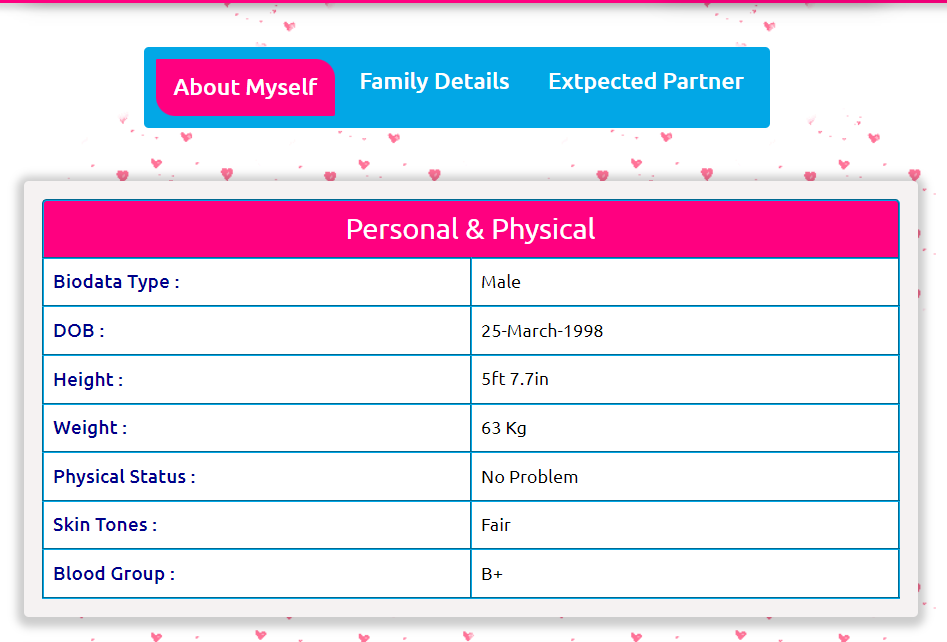 About Myself Family Details Extpected Partner
Personal & Physical
Biodata Type : Male
DOB : 25-March-1998
Height : 5ft 7.7in
Weight : 63 Kg
Physical Status : No Problem
Skin Tones : Fair
Blood Group : B+